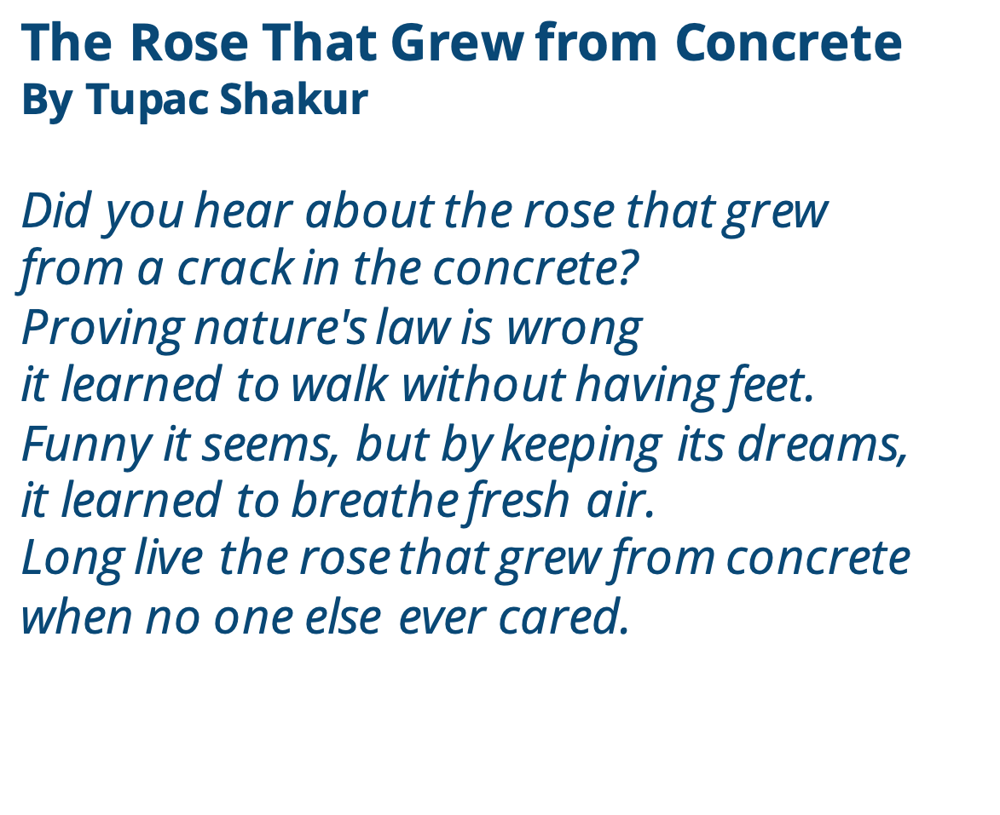 The Rose That Grew from Concrete
By Tupac Shakur
Did you hear about the rose that grew
from a crack in the concrete?
Proving nature's law is wrong
it learned to walk without having feet.
Funny it seems, but by keeping its dreams,
it learned to breathe fresh air.
Long live the rose that grew from concrete
when no one else ever cared.